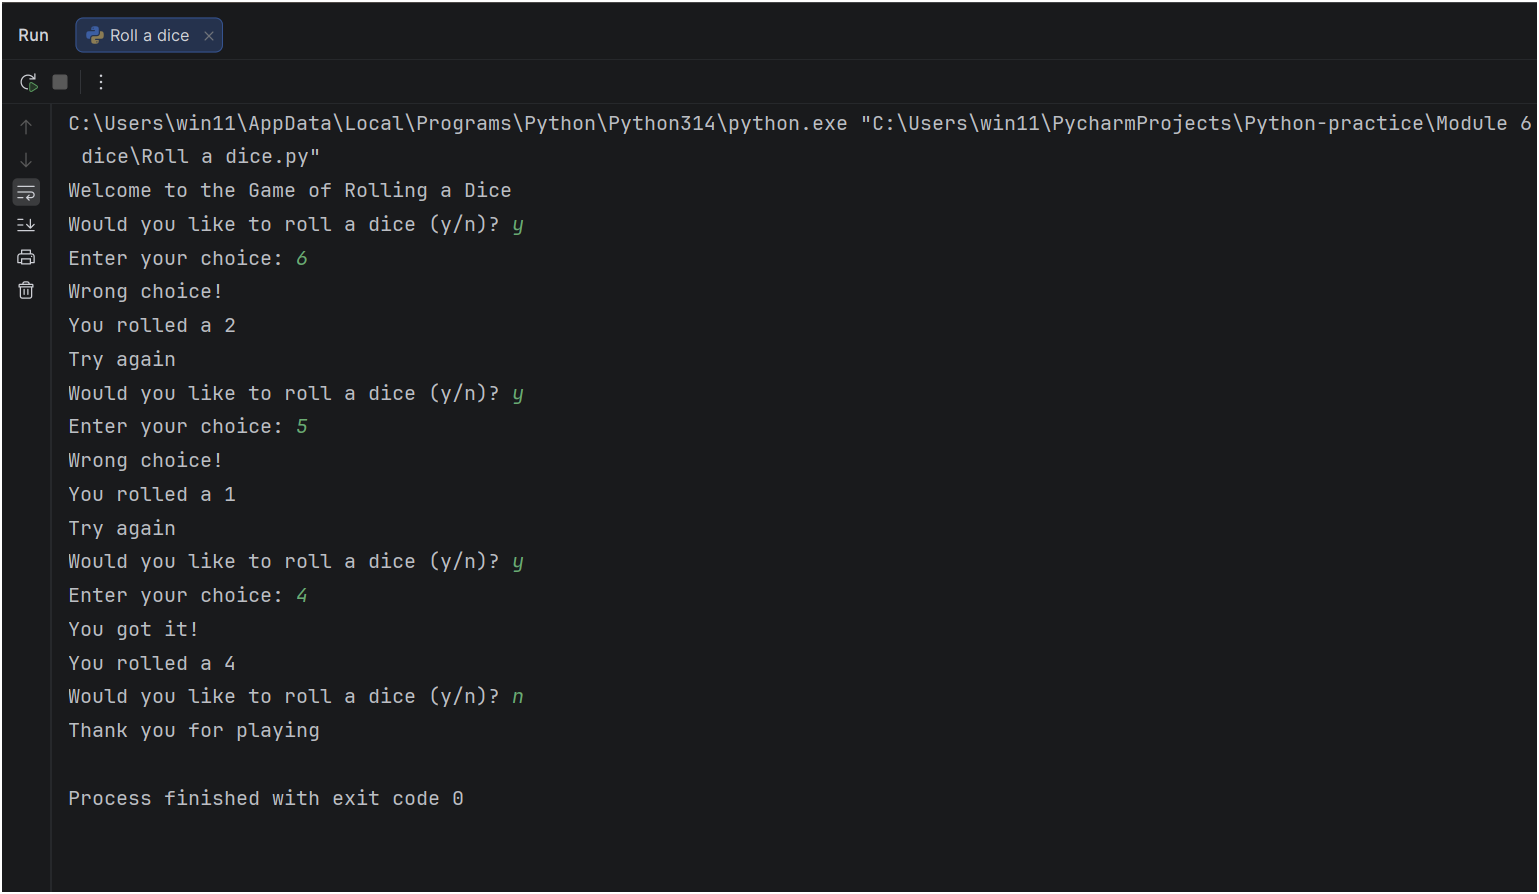 Run
Roll a dice
C:\Users\win11\AppData\Local\Programs\Python\Python314\python.exe "C:\Users\win11\PycharmProjects\Python-practice\Module 6
dice\Roll a dice.py"
Welcome to the Game of Rolling a Dice
Would you like to roll a dice (y/n)? y
Enter your choice: 6
Wrong choice!
You rolled a 2
Try again
Would you like to roll a dice (y/n)? y
Enter your choice: 5
Wrong choice!
You rolled a 1
Try again
Would you like to roll a dice (y/n)? y
Enter your choice: 4
You got it!
You rolled a 4
Would you like to roll a dice (y/n)? n
Thank you for playing
Process finished with exit code 0